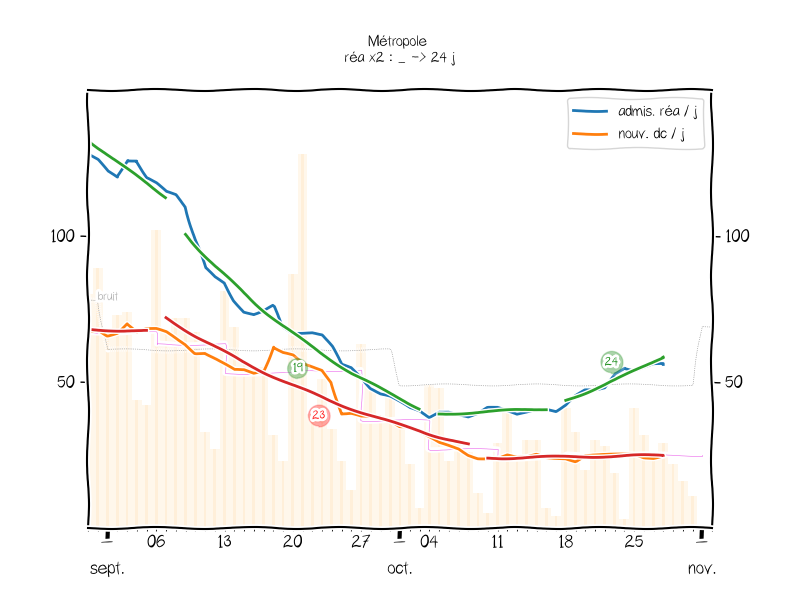 Métropole
réa x2 : _ -> 24 j
admis. réa / j
nouv. dc / j
100
100
bruit
24
19
50
50
23
06
13
20
27
04
11
18
25
sept.
oct.
nov.